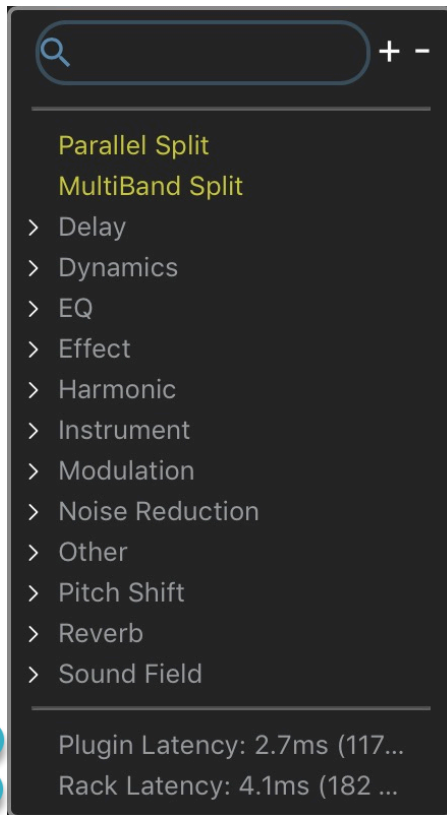 + -
Parallel Split
MultiBand Split
Delay
Dynamics
EQ
Effect
Harmonic
Instrument
Modulation
Noise Reduction
Other
Pitch Shift
Reverb
Sound Field
Plugin Latency: 2.7ms (117...
Rack Latency: 4.1ms (182 ...